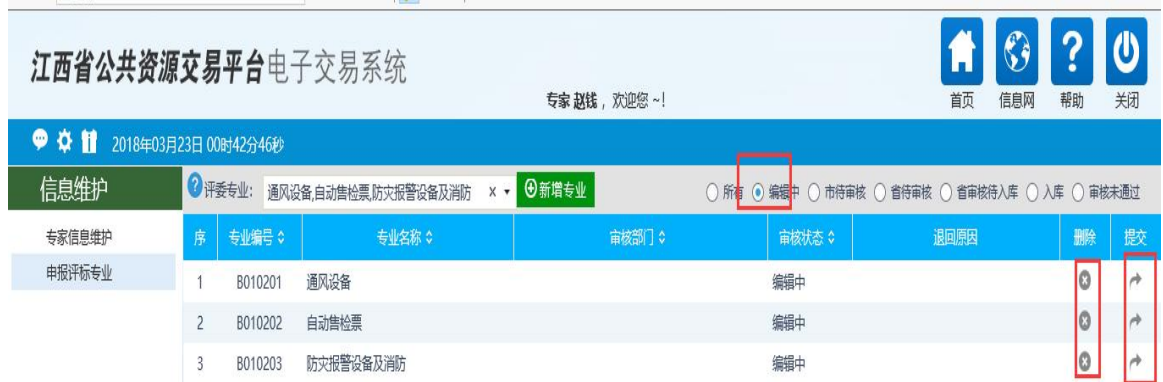 江西省公共资源交易平台电子交易系统
专家 赵钱，欢迎您 ~!
首页 信息网 帮助 关闭
2018年03月23日 00时42分46秒
信息维护
评委专业: 通风设备,自动售检票,防灾报警设备及消防 x 新增专业 所有 编辑中 市待审核 省待审核 省审核待入库 入库 审核未通过
专家信息维护
申报评标专业
序 专业编号 专业名称 审核部门 审核状态 退回原因 删除 提交
1 B010201 通风设备 编辑中
2 B010202 自动售检票 编辑中
3 B010203 防灾报警设备及消防 编辑中